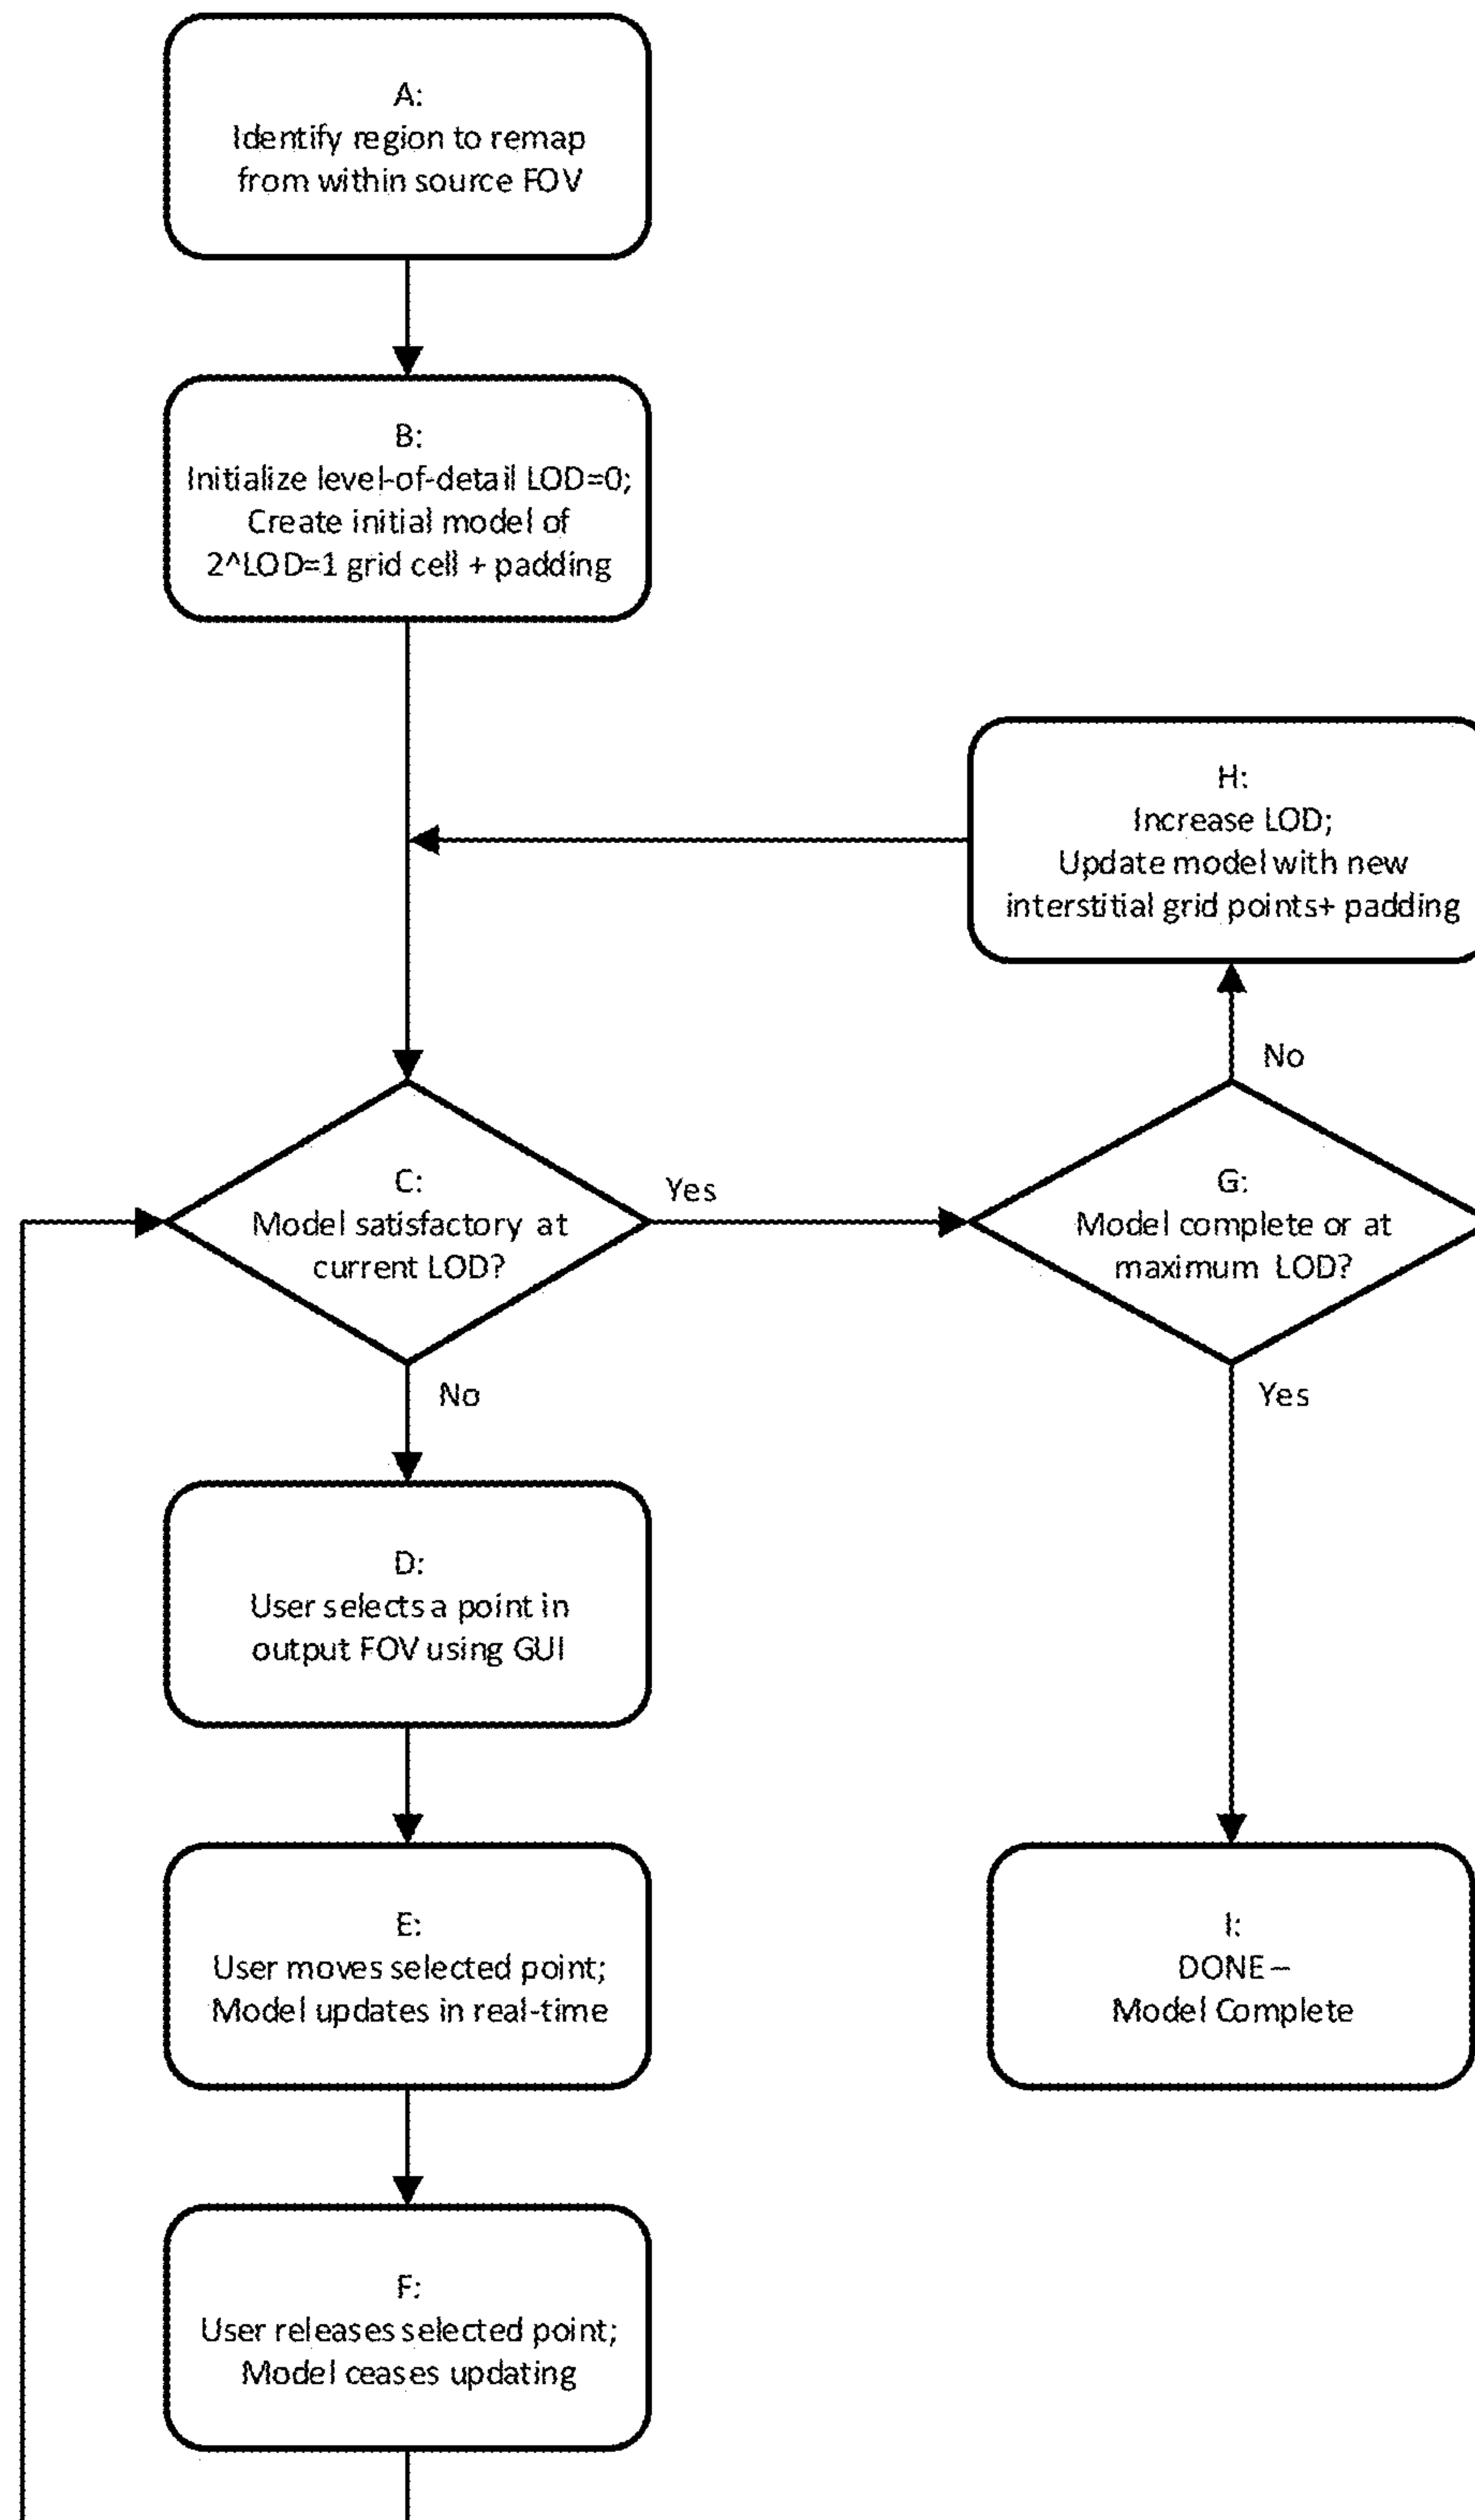 A:
Identify region to remap
from within source FOV
B:
Initialize level-of-detail LOD=0;
Create initial model of
2^LOD=1 grid cell + padding
H:
Increase LOD;
Update model with new
interstitial grid points+ padding
No
C:
Model satisfactory at
current LOD?
Yes
G:
Model complete or at
maximum LOD?
No
Yes
D:
User selects a point in
output FOV using GUI
E:
User moves selected point;
Model updates in real-time
I:
DONE –
Model Complete
F:
User releases selected point;
Model ceases updating